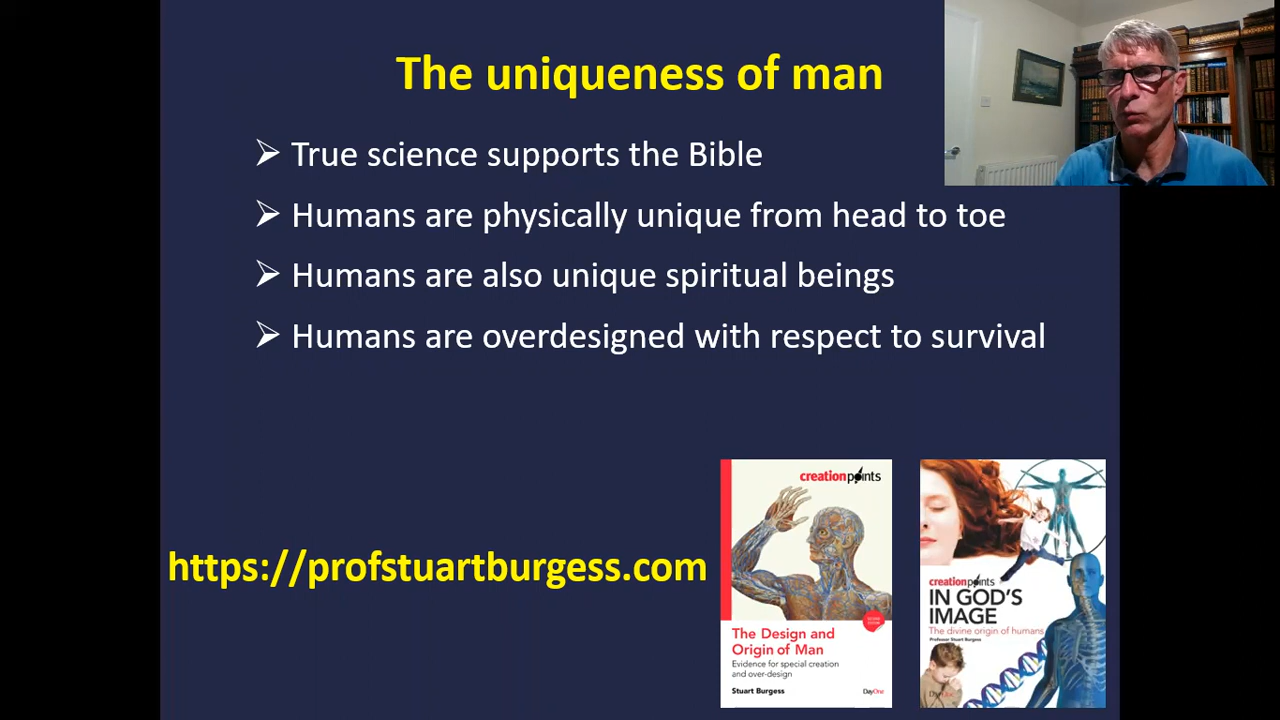 The uniqueness of man
➢ True science supports the Bible
➢ Humans are physically unique from head to toe
➢ Humans are also unique spiritual beings
➢ Humans are overdesigned with respect to survival
https://profstuartburgess.com
creationpoints
The Design and
Origin of Man
Evidence for special creation
and over-design
Stuart Burgess
DayOne
creationpoints
IN GOD'S
IMAGE
The divine origin of humans
Professor Stuart Burgess
DayOne